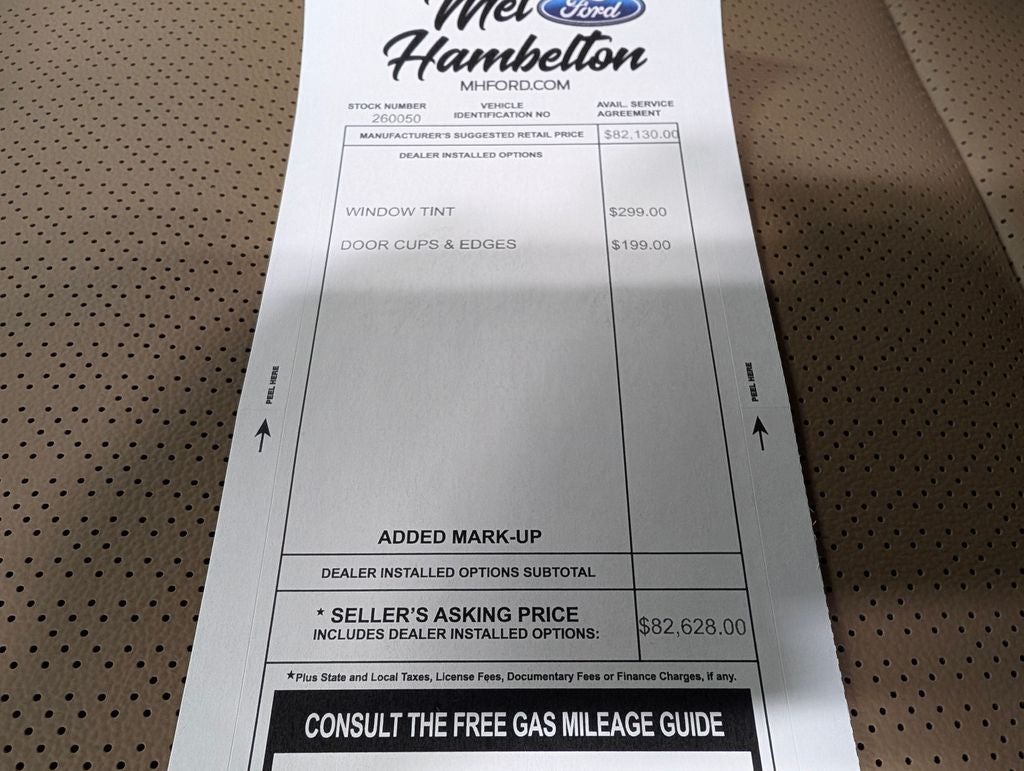 Mel Ford
Hambelton
MHFORD.COM
STOCK NUMBER
260050
VEHICLE
IDENTIFICATION NO
AVAIL. SERVICE
AGREEMENT
MANUFACTURER'S SUGGESTED RETAIL PRICE $82,130.00
DEALER INSTALLED OPTIONS
WINDOW TINT $299.00
DOOR CUPS & EDGES $199.00
PEEL HERE
PEEL HERE
ADDED MARK-UP
DEALER INSTALLED OPTIONS SUBTOTAL
* SELLER'S ASKING PRICE
INCLUDES DEALER INSTALLED OPTIONS: $82,628.00
*Plus State and Local Taxes, License Fees, Documentary Fees or Finance Charges, if any.
CONSULT THE FREE GAS MILEAGE GUIDE